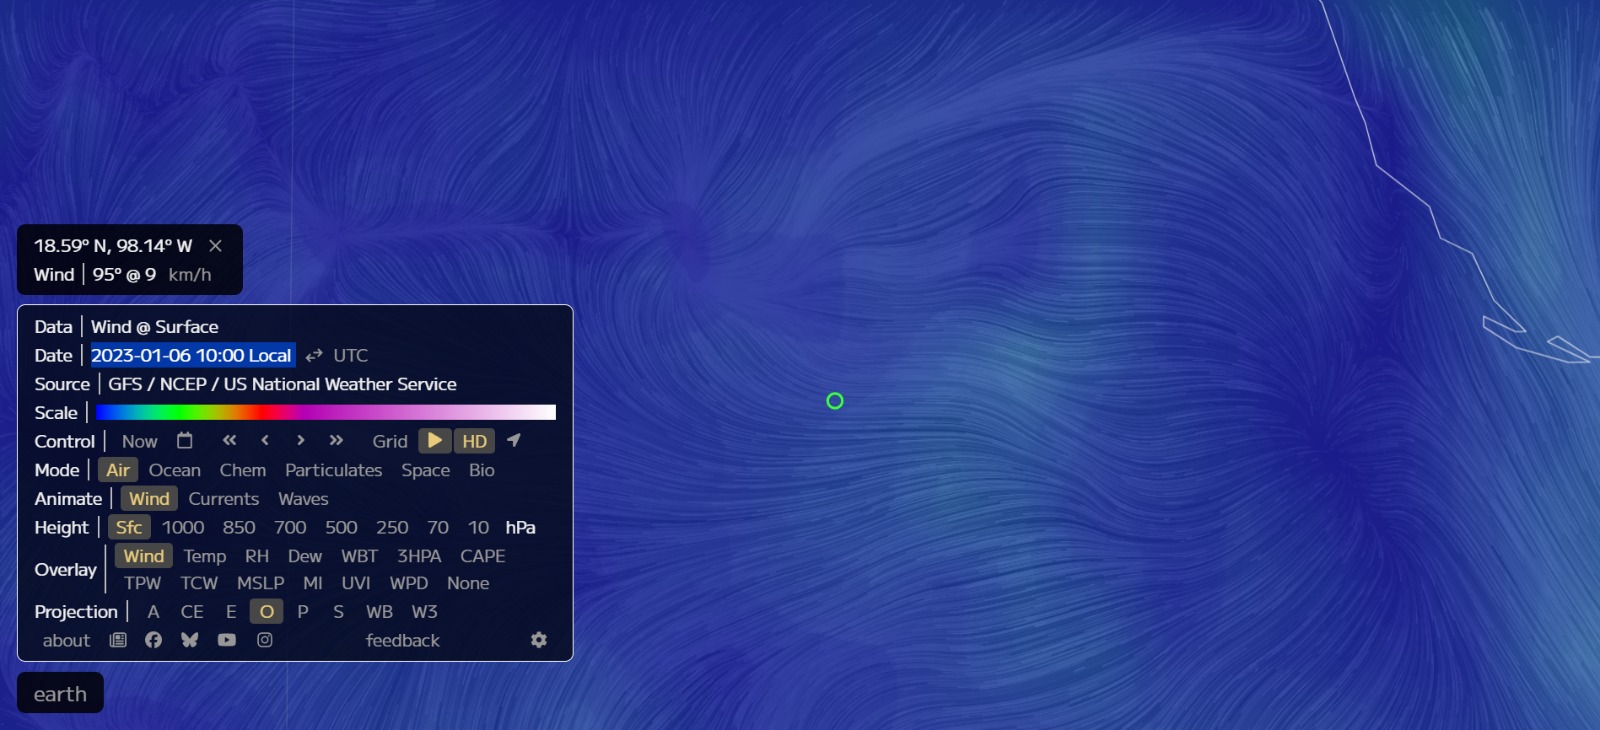 18.59° N, 98.14° W ×
Wind | 95° @ 9 km/h
Data | Wind @ Surface
Date | 2023-01-06 10:00 Local ⇄ UTC
Source | GFS / NCEP / US National Weather Service
Scale |
Control | Now « ‹ › » Grid HD
Mode | Air Ocean Chem Particulates Space Bio
Animate | Wind Currents Waves
Height | Sfc 1000 850 700 500 250 70 10 hPa
Overlay | Wind Temp RH Dew WBT 3HPA CAPE
TPW TCW MSLP MI UVI WPD None
Projection | A CE E O P S WB W3
about feedback
earth